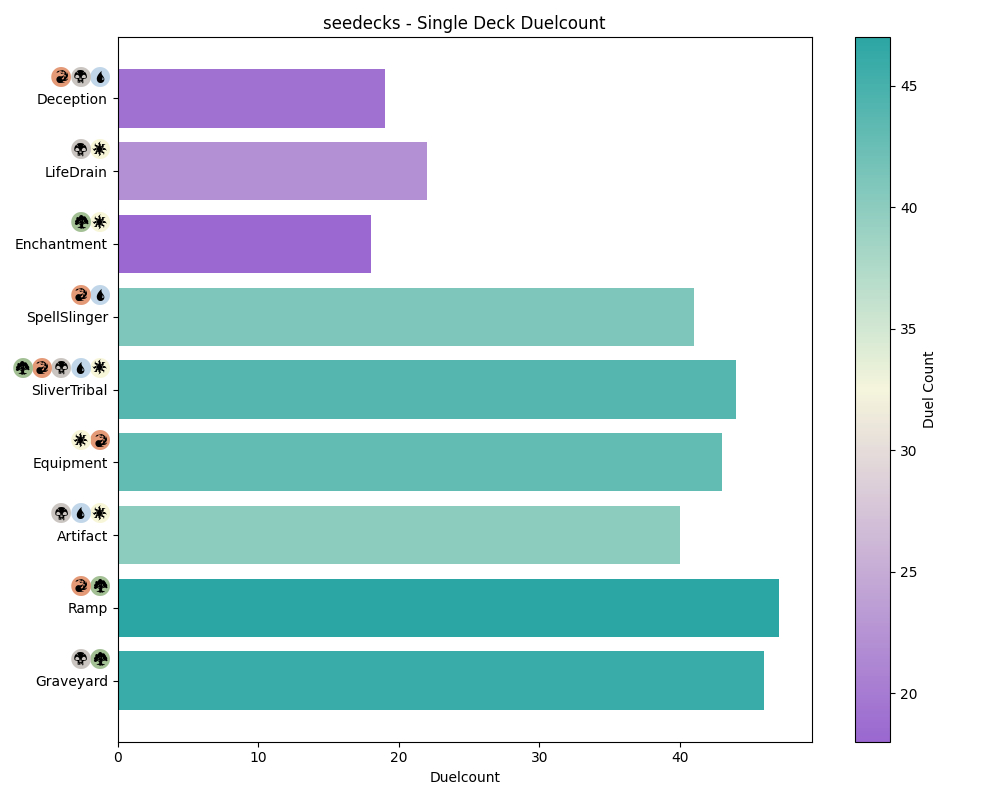 seedecks - Single Deck Duelcount
Deception
LifeDrain
Enchantment
SpellSlinger
SliverTribal
Equipment
Artifact
Ramp
Graveyard
0 10 20 30 40
Duelcount
45
40
35
30
25
20
Duel Count